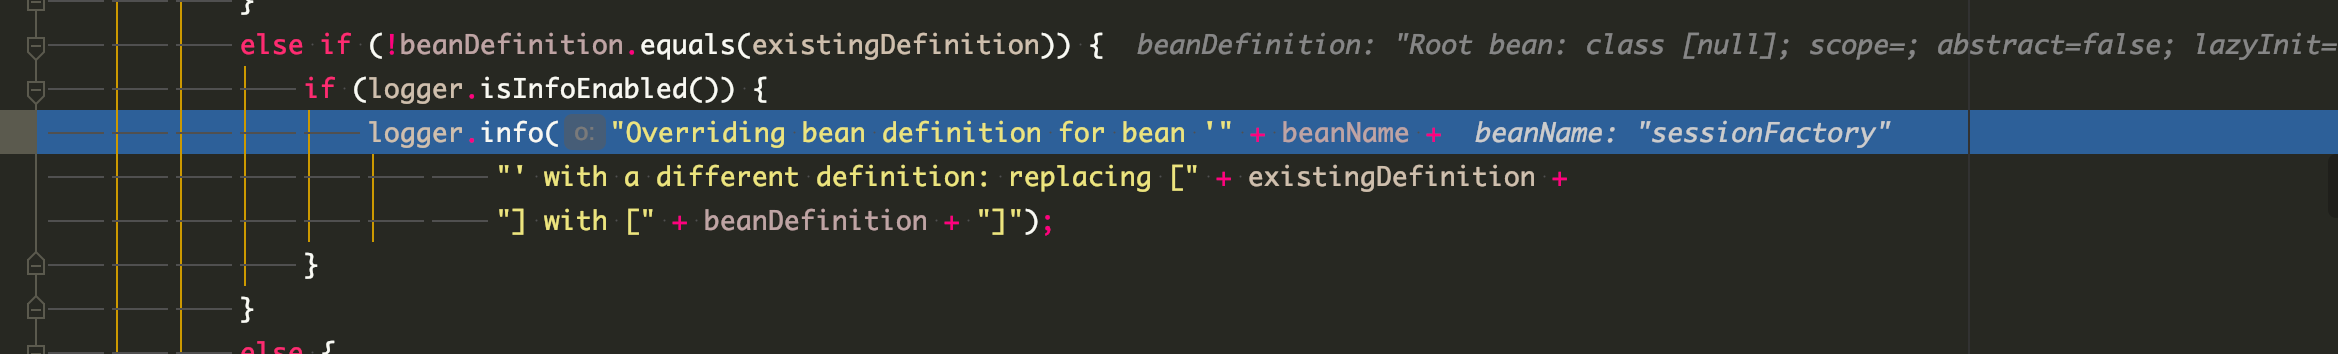 }
else if (!beanDefinition.equals(existingDefinition)) {  beanDefinition: "Root bean: class [null]; scope=; abstract=false; lazyInit=
if (logger.isInfoEnabled()) {
logger.info( o: "Overriding bean definition for bean '" + beanName +  beanName: "sessionFactory"
"' with a different definition: replacing [" + existingDefinition +
"] with [" + beanDefinition + "]");
}
}
else {